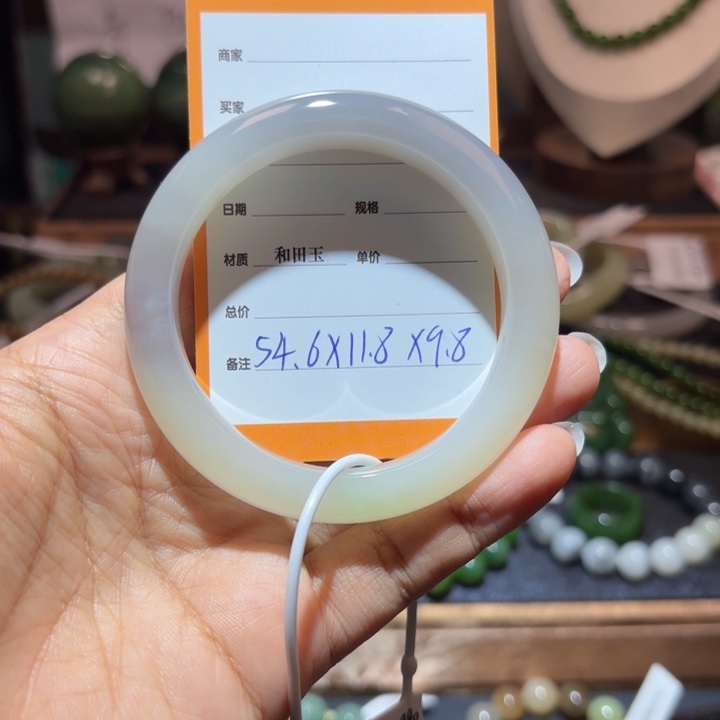 商家
买家
日期 规格
材质 和田玉 单价
总价
备注 54.6X11.8 X9.8